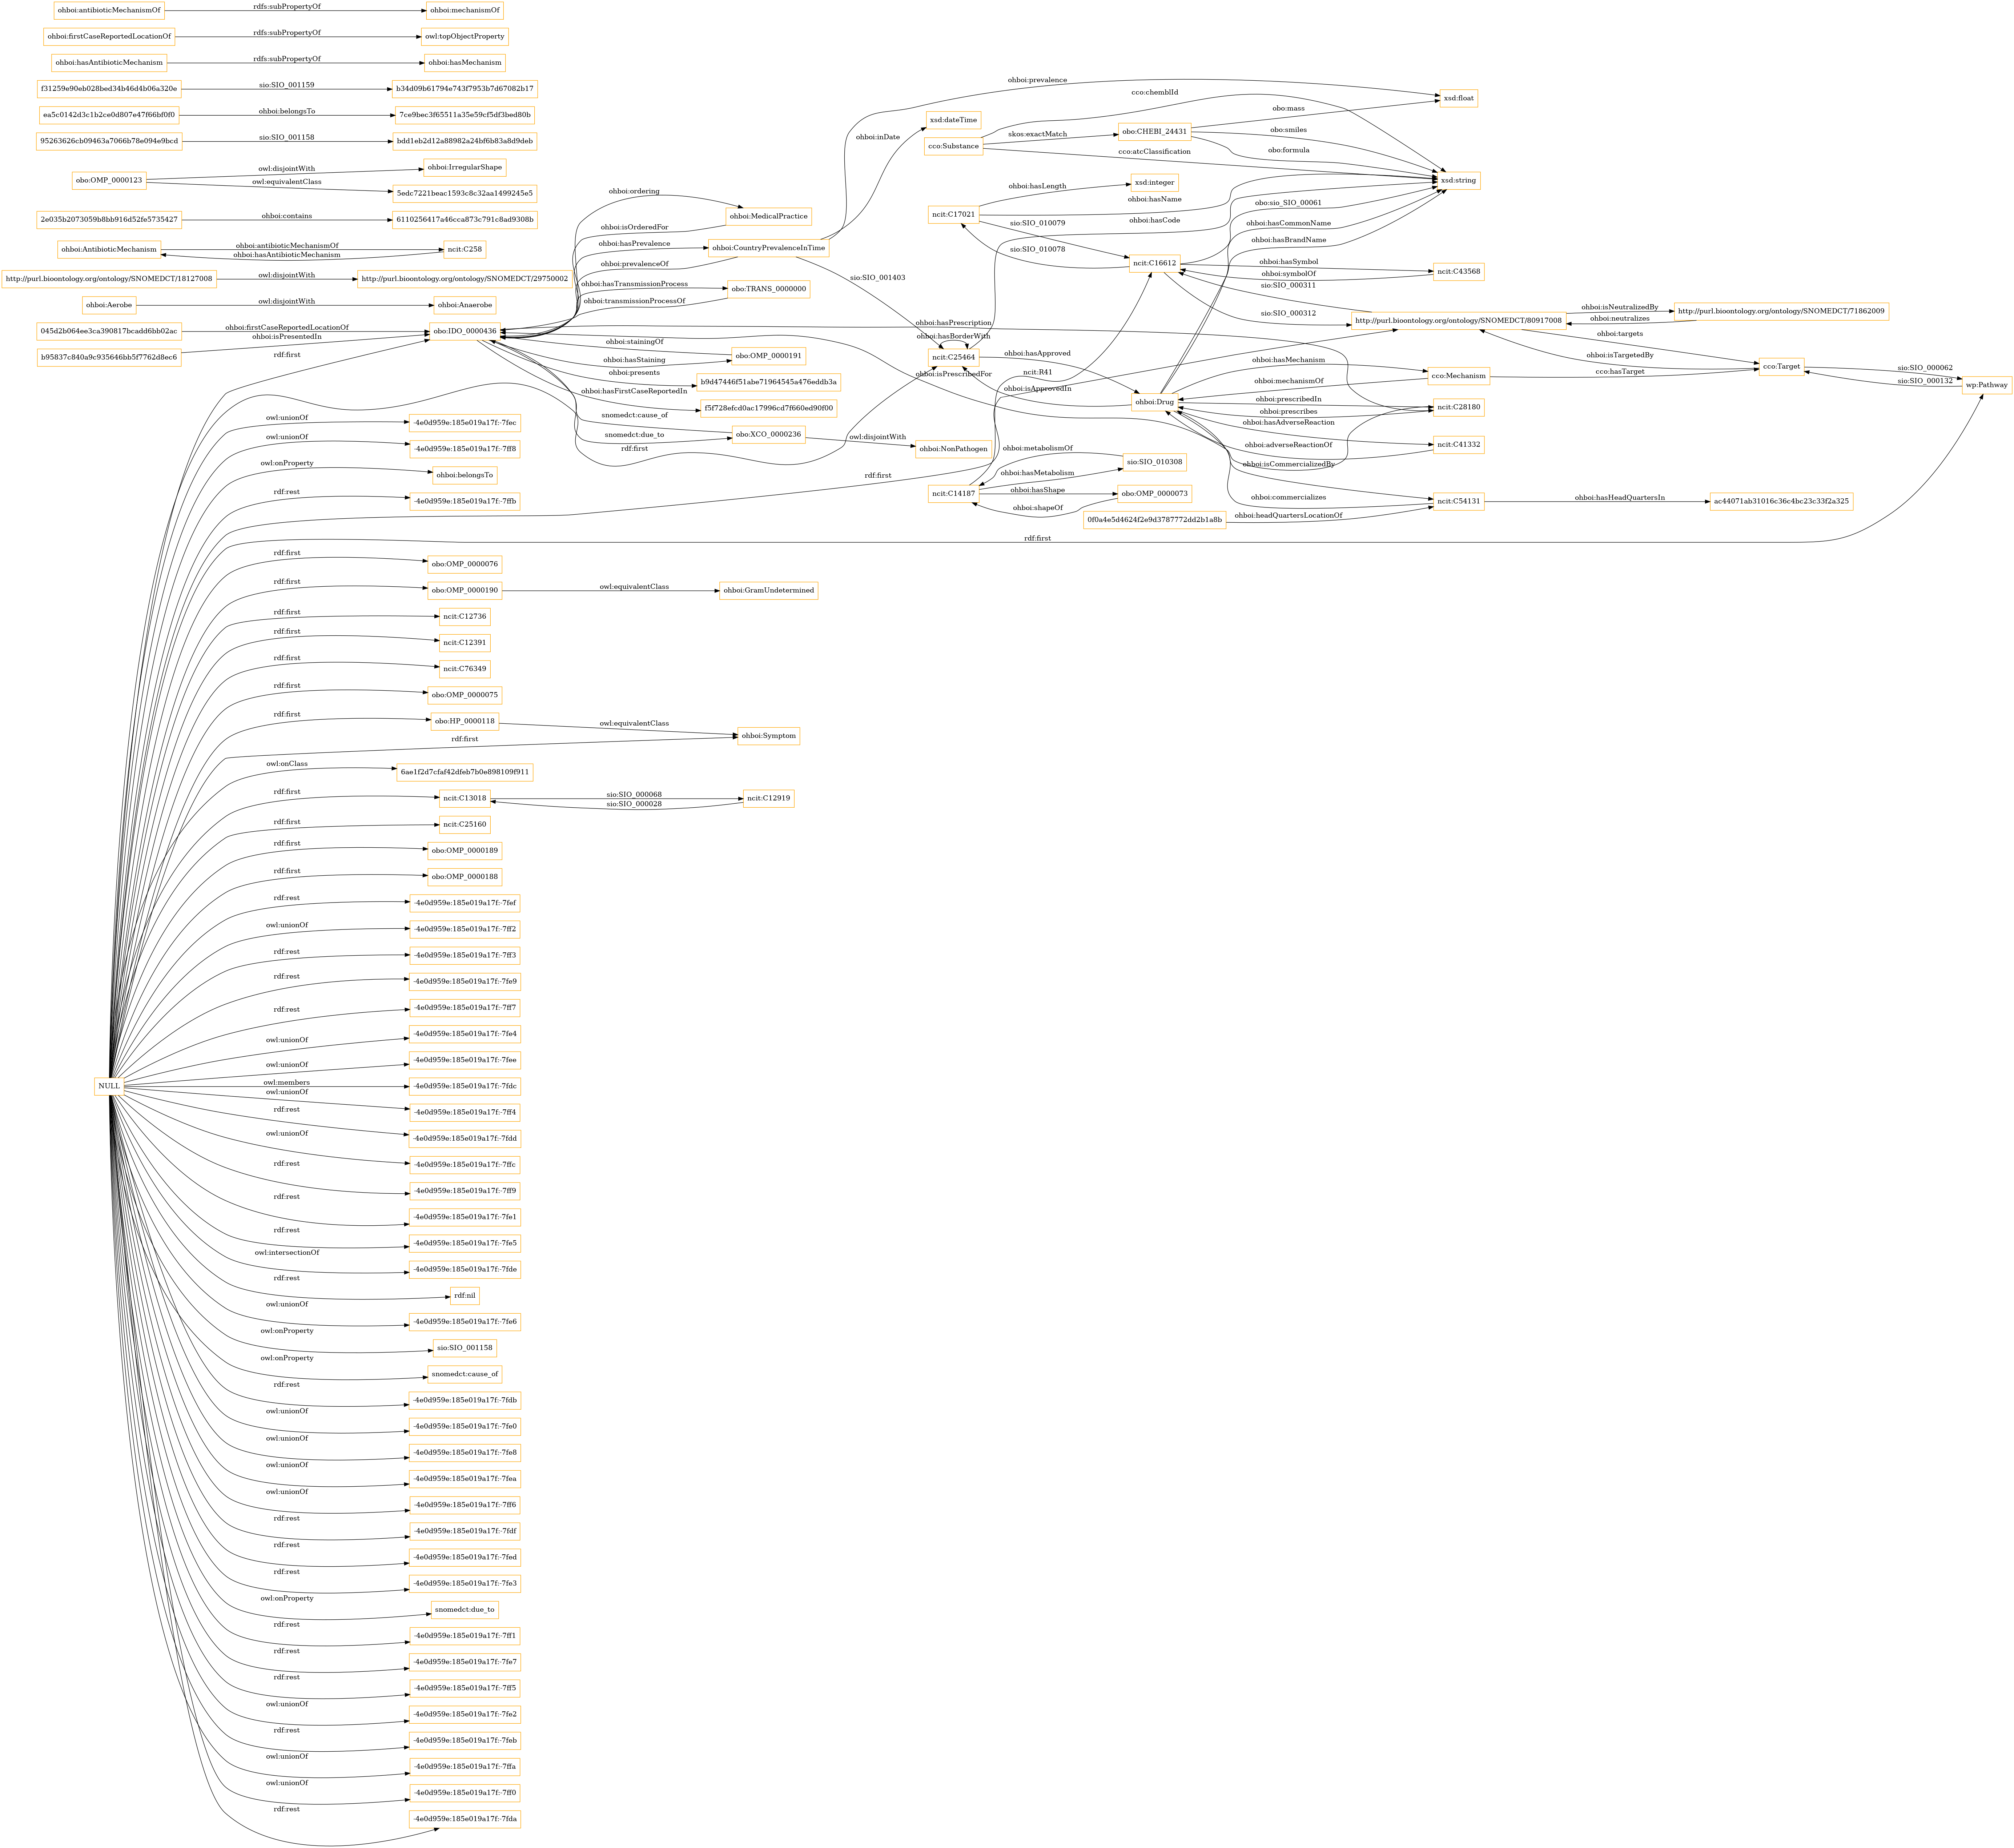 ohboi:antibioticMechanismOf
rdfs:subPropertyOf
ohboi:mechanismOf
ohboi:firstCaseReportedLocationOf
rdfs:subPropertyOf
owl:topObjectProperty
ohboi:hasAntibioticMechanism
rdfs:subPropertyOf
ohboi:hasMechanism
f31259e90eb028bed34b46d4b06a320e
sio:SIO_001159
b34d09b61794e743f7953b7d67082b17
ea5c0142d3c1b2ce0d807e47f66bf0f0
ohboi:belongsTo
7ce9bec3f65511a35e59cf5df3bed80b
95263626cb09463a7066b78e094e9bcd
sio:SIO_001158
bdd1eb2d12a88982a24bf6b83a8d9deb
obo:OMP_0000123
owl:disjointWith
ohboi:IrregularShape
owl:equivalentClass
5edc7221beac1593c8c32aa1499245e5
2e035b2073059b8bb916d52fe5735427
ohboi:contains
6110256417a46cca873c791c8ad9308b
ohboi:AntibioticMechanism
ohboi:antibioticMechanismOf
ohboi:hasAntibioticMechanism
ncit:C258
http://purl.bioontology.org/ontology/SNOMEDCT/18127008
owl:disjointWith
http://purl.bioontology.org/ontology/SNOMEDCT/29750002
ohboi:Aerobe
owl:disjointWith
ohboi:Anaerobe
045d2b064ee3ca390817bcadd6bb02ac
ohboi:firstCaseReportedLocationOf
obo:IDO_0000436
b95837c840a9c935646bb5f7762d8ec6
ohboi:isPresentedIn
rdf:first
ohboi:ordering
ohboi:MedicalPractice
ohboi:isOrderedFor
ohboi:hasPrevalence
ohboi:CountryPrevalenceInTime
ohboi:prevalenceOf
ohboi:hasTransmissionProcess
obo:TRANS_0000000
ohboi:transmissionProcessOf
ohboi:stainingOf
ohboi:hasStaining
obo:OMP_0000191
ohboi:presents
b9d47446f51abe71964545a476eddb3a
ohboi:hasFirstCaseReportedIn
f5f728efcd0ac17996cd7f660ed90f00
snomedct:cause_of
obo:XCO_0000236
snomedct:due_to
owl:disjointWith
ohboi:NonPathogen
rdf:first
rdf:first
ohboi:prevalence
xsd:float
ohboi:inDate
xsd:dateTime
sio:SIO_001403
cco:chemblId
cco:Substance
skos:exactMatch
obo:CHEBI_24431
cco:atcClassification
obo:mass
obo:smiles
obo:formula
xsd:string
ncit:C17021
ohboi:hasLength
xsd:integer
ohboi:hasName
sio:SIO_010079
ohboi:hasCode
sio:SIO_010078
ncit:C16612
obo:sio_SIO_00061
ohboi:hasCommonName
ohboi:hasBrandName
ohboi:hasSymbol
ncit:C43568
ohboi:symbolOf
sio:SIO_000311
sio:SIO_000312
http://purl.bioontology.org/ontology/SNOMEDCT/80917008
ohboi:isNeutralizedBy
http://purl.bioontology.org/ontology/SNOMEDCT/71862009
ohboi:neutralizes
ohboi:targets
ohboi:isTargetedBy
ohboi:hasPrescription
ohboi:hasBorderWith
ncit:C25464
ohboi:hasApproved
ohboi:isPrescribedFor
ncit:R41
ohboi:isApprovedIn
ohboi:Drug
ohboi:hasMechanism
cco:Mechanism
ohboi:mechanismOf
cco:hasTarget
cco:Target
sio:SIO_000062
sio:SIO_000132
wp:Pathway
ohboi:prescribedIn
ohboi:prescribes
ncit:C28180
ohboi:hasAdverseReaction
ncit:C41332
ohboi:adverseReactionOf
ohboi:isCommercializedBy
ohboi:commercializes
ncit:C54131
ohboi:hasHeadQuartersIn
ac44071ab31016c36c4bc23c33f2a325
0f0a4e5d4624f2e9d3787772dd2b1a8b
ohboi:headQuartersLocationOf
ohboi:metabolismOf
sio:SIO_010308
ohboi:hasMetabolism
ncit:C14187
ohboi:hasShape
obo:OMP_0000073
ohboi:shapeOf
rdf:first
NULL
owl:unionOf
-4e0d959e:185e019a17f:-7fec
owl:unionOf
-4e0d959e:185e019a17f:-7ff8
owl:onProperty
ohboi:belongsTo
rdf:rest
-4e0d959e:185e019a17f:-7ffb
rdf:first
obo:OMP_0000076
rdf:first
obo:OMP_0000190
owl:equivalentClass
ohboi:GramUndetermined
rdf:first
ncit:C12736
rdf:first
ncit:C12391
rdf:first
ncit:C76349
rdf:first
obo:OMP_0000075
rdf:first
obo:HP_0000118
owl:equivalentClass
ohboi:Symptom
rdf:first
owl:onClass
6ae1f2d7cfaf42dfeb7b0e898109f911
rdf:first
ncit:C13018
sio:SIO_000068
sio:SIO_000028
ncit:C12919
rdf:first
ncit:C25160
rdf:first
obo:OMP_0000189
rdf:first
obo:OMP_0000188
rdf:rest
-4e0d959e:185e019a17f:-7fef
owl:unionOf
-4e0d959e:185e019a17f:-7ff2
rdf:rest
-4e0d959e:185e019a17f:-7ff3
rdf:rest
-4e0d959e:185e019a17f:-7fe9
rdf:rest
-4e0d959e:185e019a17f:-7ff7
owl:unionOf
-4e0d959e:185e019a17f:-7fe4
owl:unionOf
-4e0d959e:185e019a17f:-7fee
owl:members
-4e0d959e:185e019a17f:-7fdc
owl:unionOf
-4e0d959e:185e019a17f:-7ff4
rdf:rest
-4e0d959e:185e019a17f:-7fdd
owl:unionOf
-4e0d959e:185e019a17f:-7ffc
rdf:rest
-4e0d959e:185e019a17f:-7ff9
rdf:rest
-4e0d959e:185e019a17f:-7fe1
rdf:rest
-4e0d959e:185e019a17f:-7fe5
owl:intersectionOf
-4e0d959e:185e019a17f:-7fde
rdf:rest
rdf:nil
owl:unionOf
-4e0d959e:185e019a17f:-7fe6
owl:onProperty
sio:SIO_001158
owl:onProperty
snomedct:cause_of
rdf:rest
-4e0d959e:185e019a17f:-7fdb
owl:unionOf
-4e0d959e:185e019a17f:-7fe0
owl:unionOf
-4e0d959e:185e019a17f:-7fe8
owl:unionOf
-4e0d959e:185e019a17f:-7fea
owl:unionOf
-4e0d959e:185e019a17f:-7ff6
rdf:rest
-4e0d959e:185e019a17f:-7fdf
rdf:rest
-4e0d959e:185e019a17f:-7fed
rdf:rest
-4e0d959e:185e019a17f:-7fe3
owl:onProperty
snomedct:due_to
rdf:rest
-4e0d959e:185e019a17f:-7ff1
rdf:rest
-4e0d959e:185e019a17f:-7fe7
rdf:rest
-4e0d959e:185e019a17f:-7ff5
owl:unionOf
-4e0d959e:185e019a17f:-7fe2
rdf:rest
-4e0d959e:185e019a17f:-7feb
owl:unionOf
-4e0d959e:185e019a17f:-7ffa
owl:unionOf
-4e0d959e:185e019a17f:-7ff0
rdf:rest
-4e0d959e:185e019a17f:-7fda